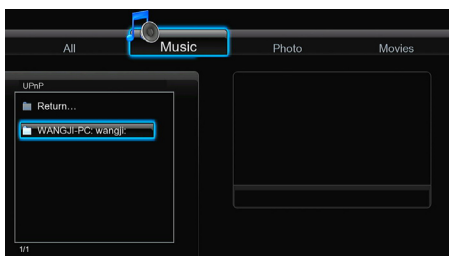 All Music Photo Movies
UPnP
Return...
WANGJI-PC: wangji:
1/1